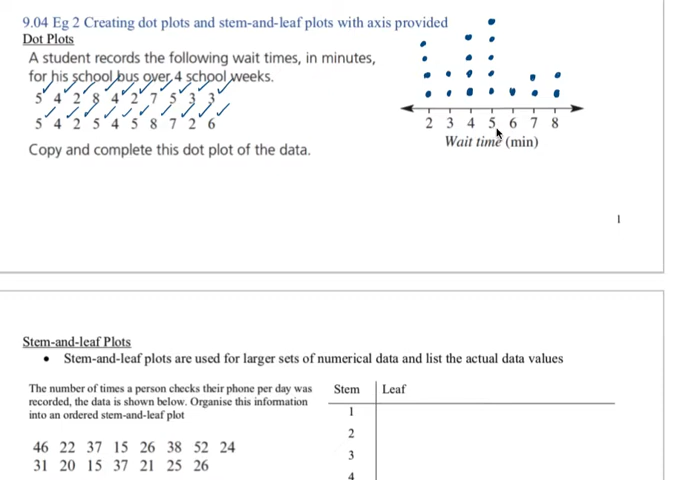 9.04 Eg 2 Creating dot plots and stem-and-leaf plots with axis provided
Dot Plots
A student records the following wait times, in minutes,
for his school bus over 4 school weeks.
5 4 2 8 4 2 7 5 3 3
5 4 2 5 4 5 8 7 2 6
Copy and complete this dot plot of the data.
2 3 4 5 6 7 8
Wait time (min)
1
Stem-and-leaf Plots
• Stem-and-leaf plots are used for larger sets of numerical data and list the actual data values
The number of times a person checks their phone per day was
recorded, the data is shown below. Organise this information
into an ordered stem-and-leaf plot
46 22 37 15 26 38 52 24
31 20 15 37 21 25 26
Stem Leaf
1
2
3
4